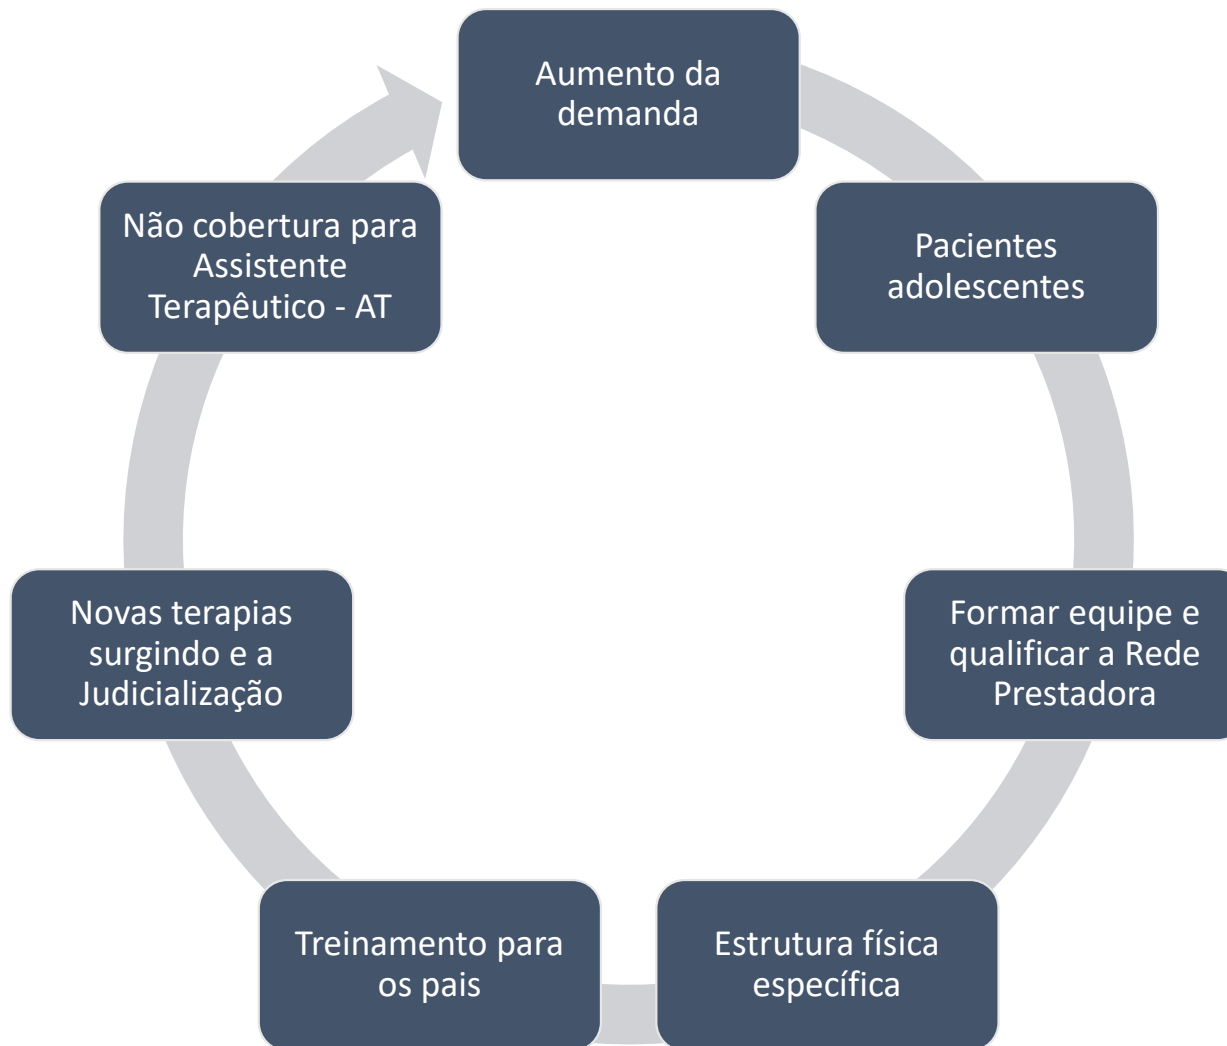 Aumento da
demanda
Pacientes
adolescentes
Formar equipe e
qualificar a Rede
Prestadora
Estrutura física
específica
Treinamento para
os pais
Novas terapias
surgindo e a
Judicialização
Não cobertura para
Assistente
Terapêutico - AT